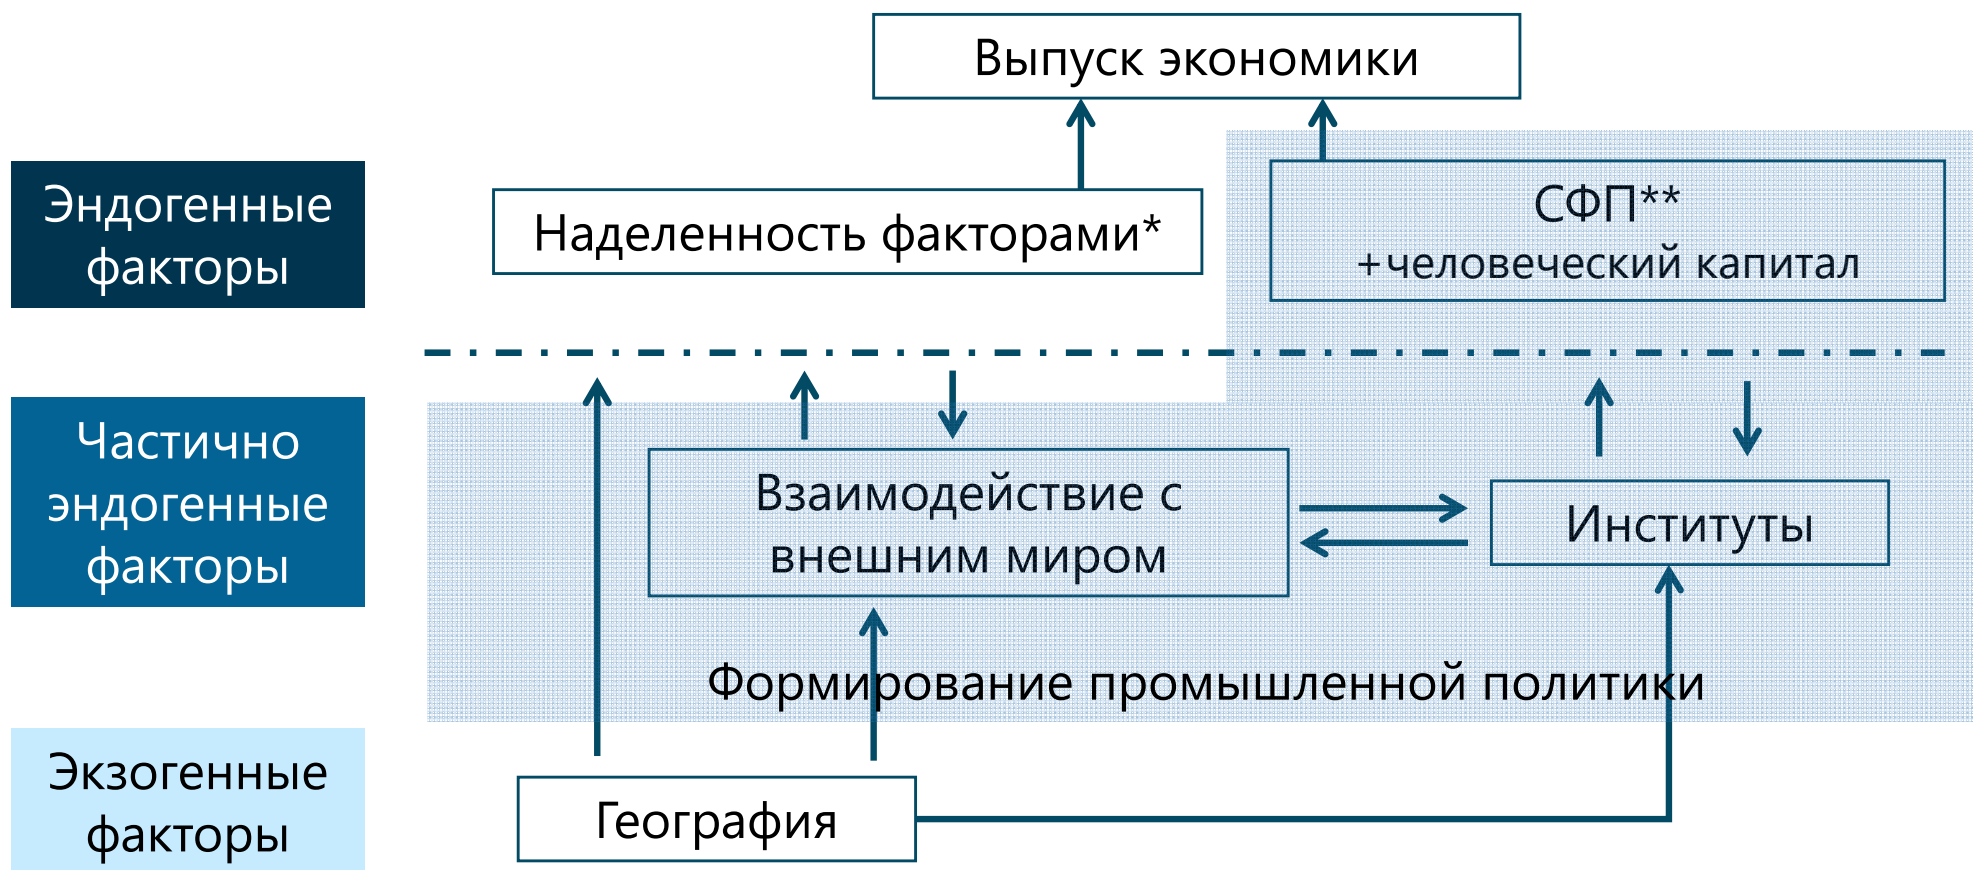 Выпуск экономики
Эндогенные
факторы
Наделенность факторами*
СФП**
+человеческий капитал
Частично
эндогенные
факторы
Взаимодействие с
внешним миром
Институты
Формирование промышленной политики
Экзогенные
факторы
География